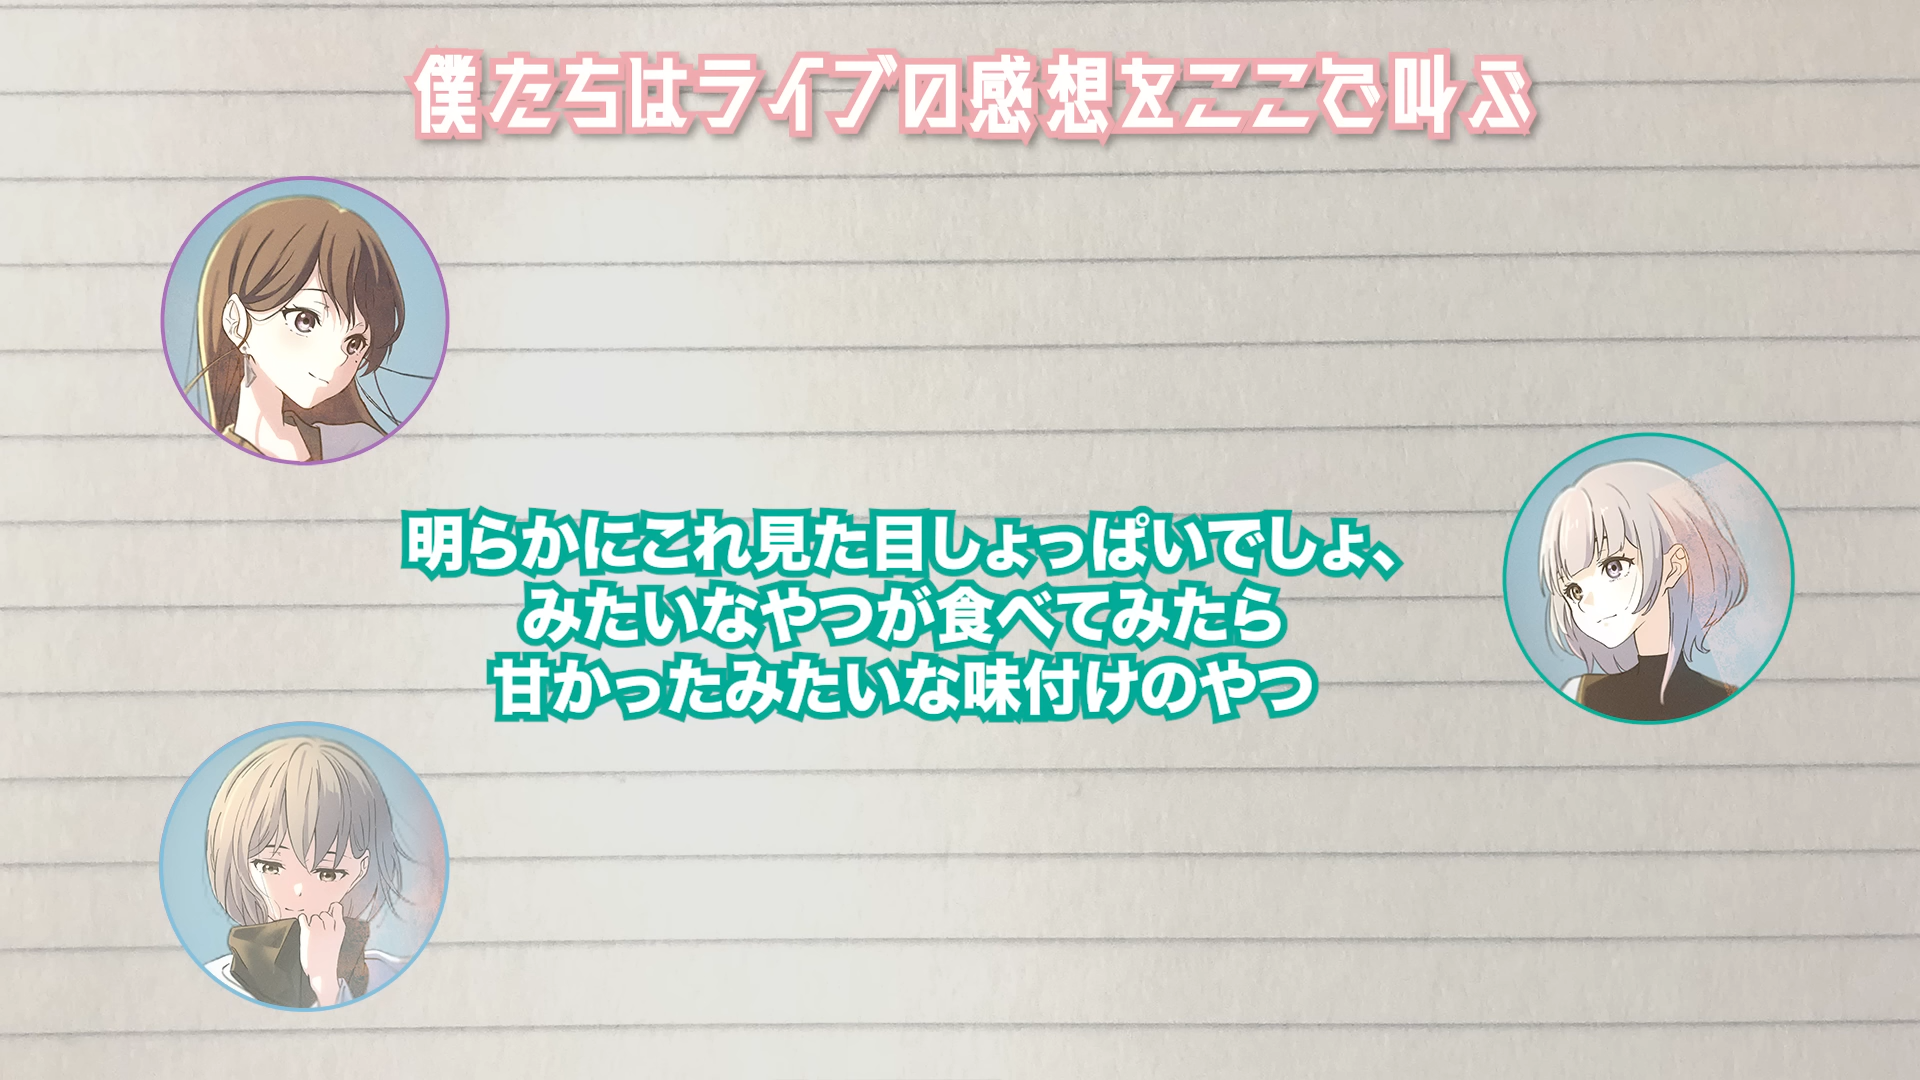 僕たちはライブの感想をここで叫ぶ
明らかにこれ見た目しょっぱいでしょ、
みたいなやつが食べてみたら
甘かったみたいな味付けのやつ